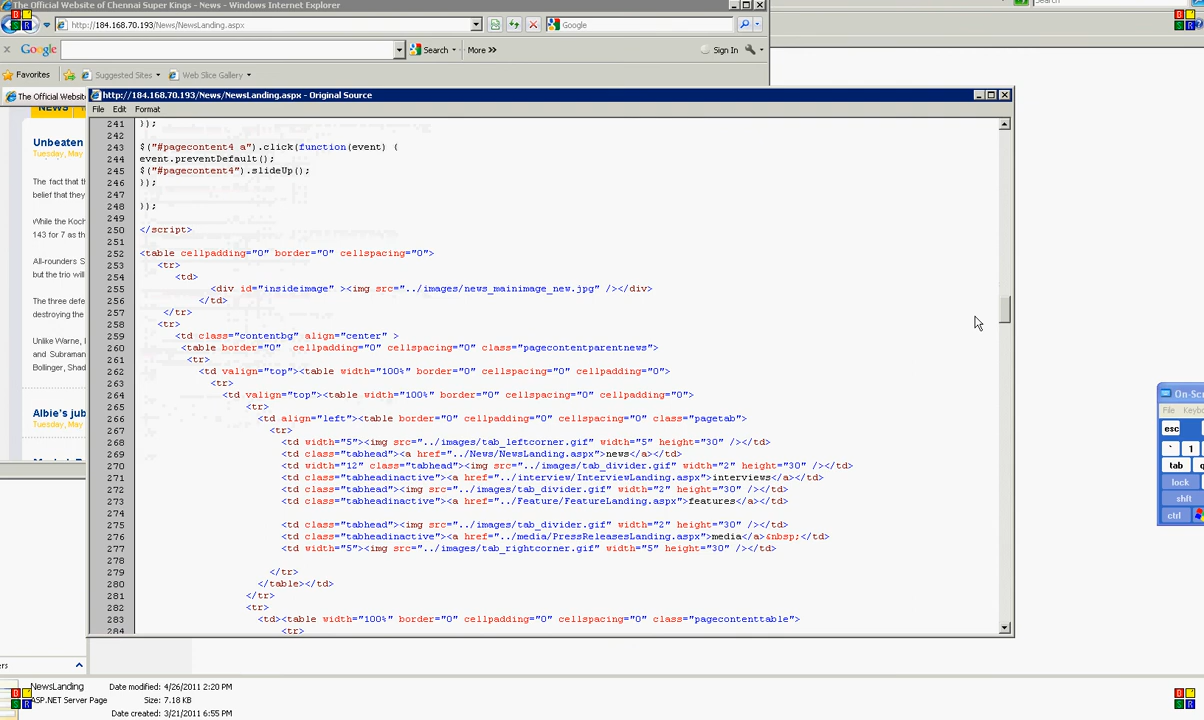 The Official Website of Chennai Super Kings - News - Windows Internet Explorer
http://184.168.70.193/News/NewsLanding.aspx
Google
Search
Google
Search
More »
Sign In
Favorites
Suggested Sites
Web Slice Gallery
The Official Website
http://184.168.70.193/News/NewsLanding.aspx - Original Source
File Edit Format
NEWS
Unbeaten
Tuesday, May
The fact that th
belief that they
While the Koch
143 for 7 as th
All-rounders S
but the trio will
The three defe
destroying the
Unlike Warne,
and Subraman
Bollinger, Shad
Albie's jub
Tuesday, May
241 });
242
243 $("#pagecontent4 a").click(function(event) {
244 event.preventDefault();
245 $("#pagecontent4").slideUp();
246 });
247
248 });
249
250 </script>
251
252 <table cellpadding="0" border="0" cellspacing="0">
253 <tr>
254 <td>
255 <div id="insideimage" ><img src="../images/news_mainimage_new.jpg" /></div>
256 </td>
257 </tr>
258 <tr>
259 <td class="contentbg" align="center" >
260 <table border="0" cellpadding="0" cellspacing="0" class="pagecontentparentnews">
261 <tr>
262 <td valign="top"><table width="100%" border="0" cellspacing="0" cellpadding="0">
263 <tr>
264 <td valign="top"><table width="100%" border="0" cellspacing="0" cellpadding="0">
265 <tr>
266 <td align="left"><table border="0" cellpadding="0" cellspacing="0" class="pagetab">
267 <tr>
268 <td width="5"><img src="../images/tab_leftcorner.gif" width="5" height="30" /></td>
269 <td class="tabhead"><a href="../News/NewsLanding.aspx">news</a></td>
270 <td width="12" class="tabhead"><img src="../images/tab_divider.gif" width="2" height="30" /></td>
271 <td class="tabheadinactive"><a href="../interview/InterviewLanding.aspx">interviews</a></td>
272 <td class="tabheadinactive"><img src="../images/tab_divider.gif" width="2" height="30" /></td>
273 <td class="tabheadinactive"><a href="../Feature/FeatureLanding.aspx">features</a></td>
274
275 <td class="tabhead"><img src="../images/tab_divider.gif" width="2" height="30" /></td>
276 <td class="tabheadinactive"><a href="../media/PressReleasesLanding.aspx">media</a>&nbsp;</td>
277 <td width="5"><img src="../images/tab_rightcorner.gif" width="5" height="30" /></td>
278
279 </tr>
280 </table></td>
281 </tr>
282 <tr>
283 <td><table width="100%" border="0" cellpadding="0" cellspacing="0" class="pagecontenttable">
284 <tr>
On-Scr
File Keybo
esc
` 1
tab q
lock
shft
ctrl
NewsLanding Date modified: 4/26/2011 2:20 PM
ASP.NET Server Page Size: 7.18 KB
Date created: 3/21/2011 6:55 PM